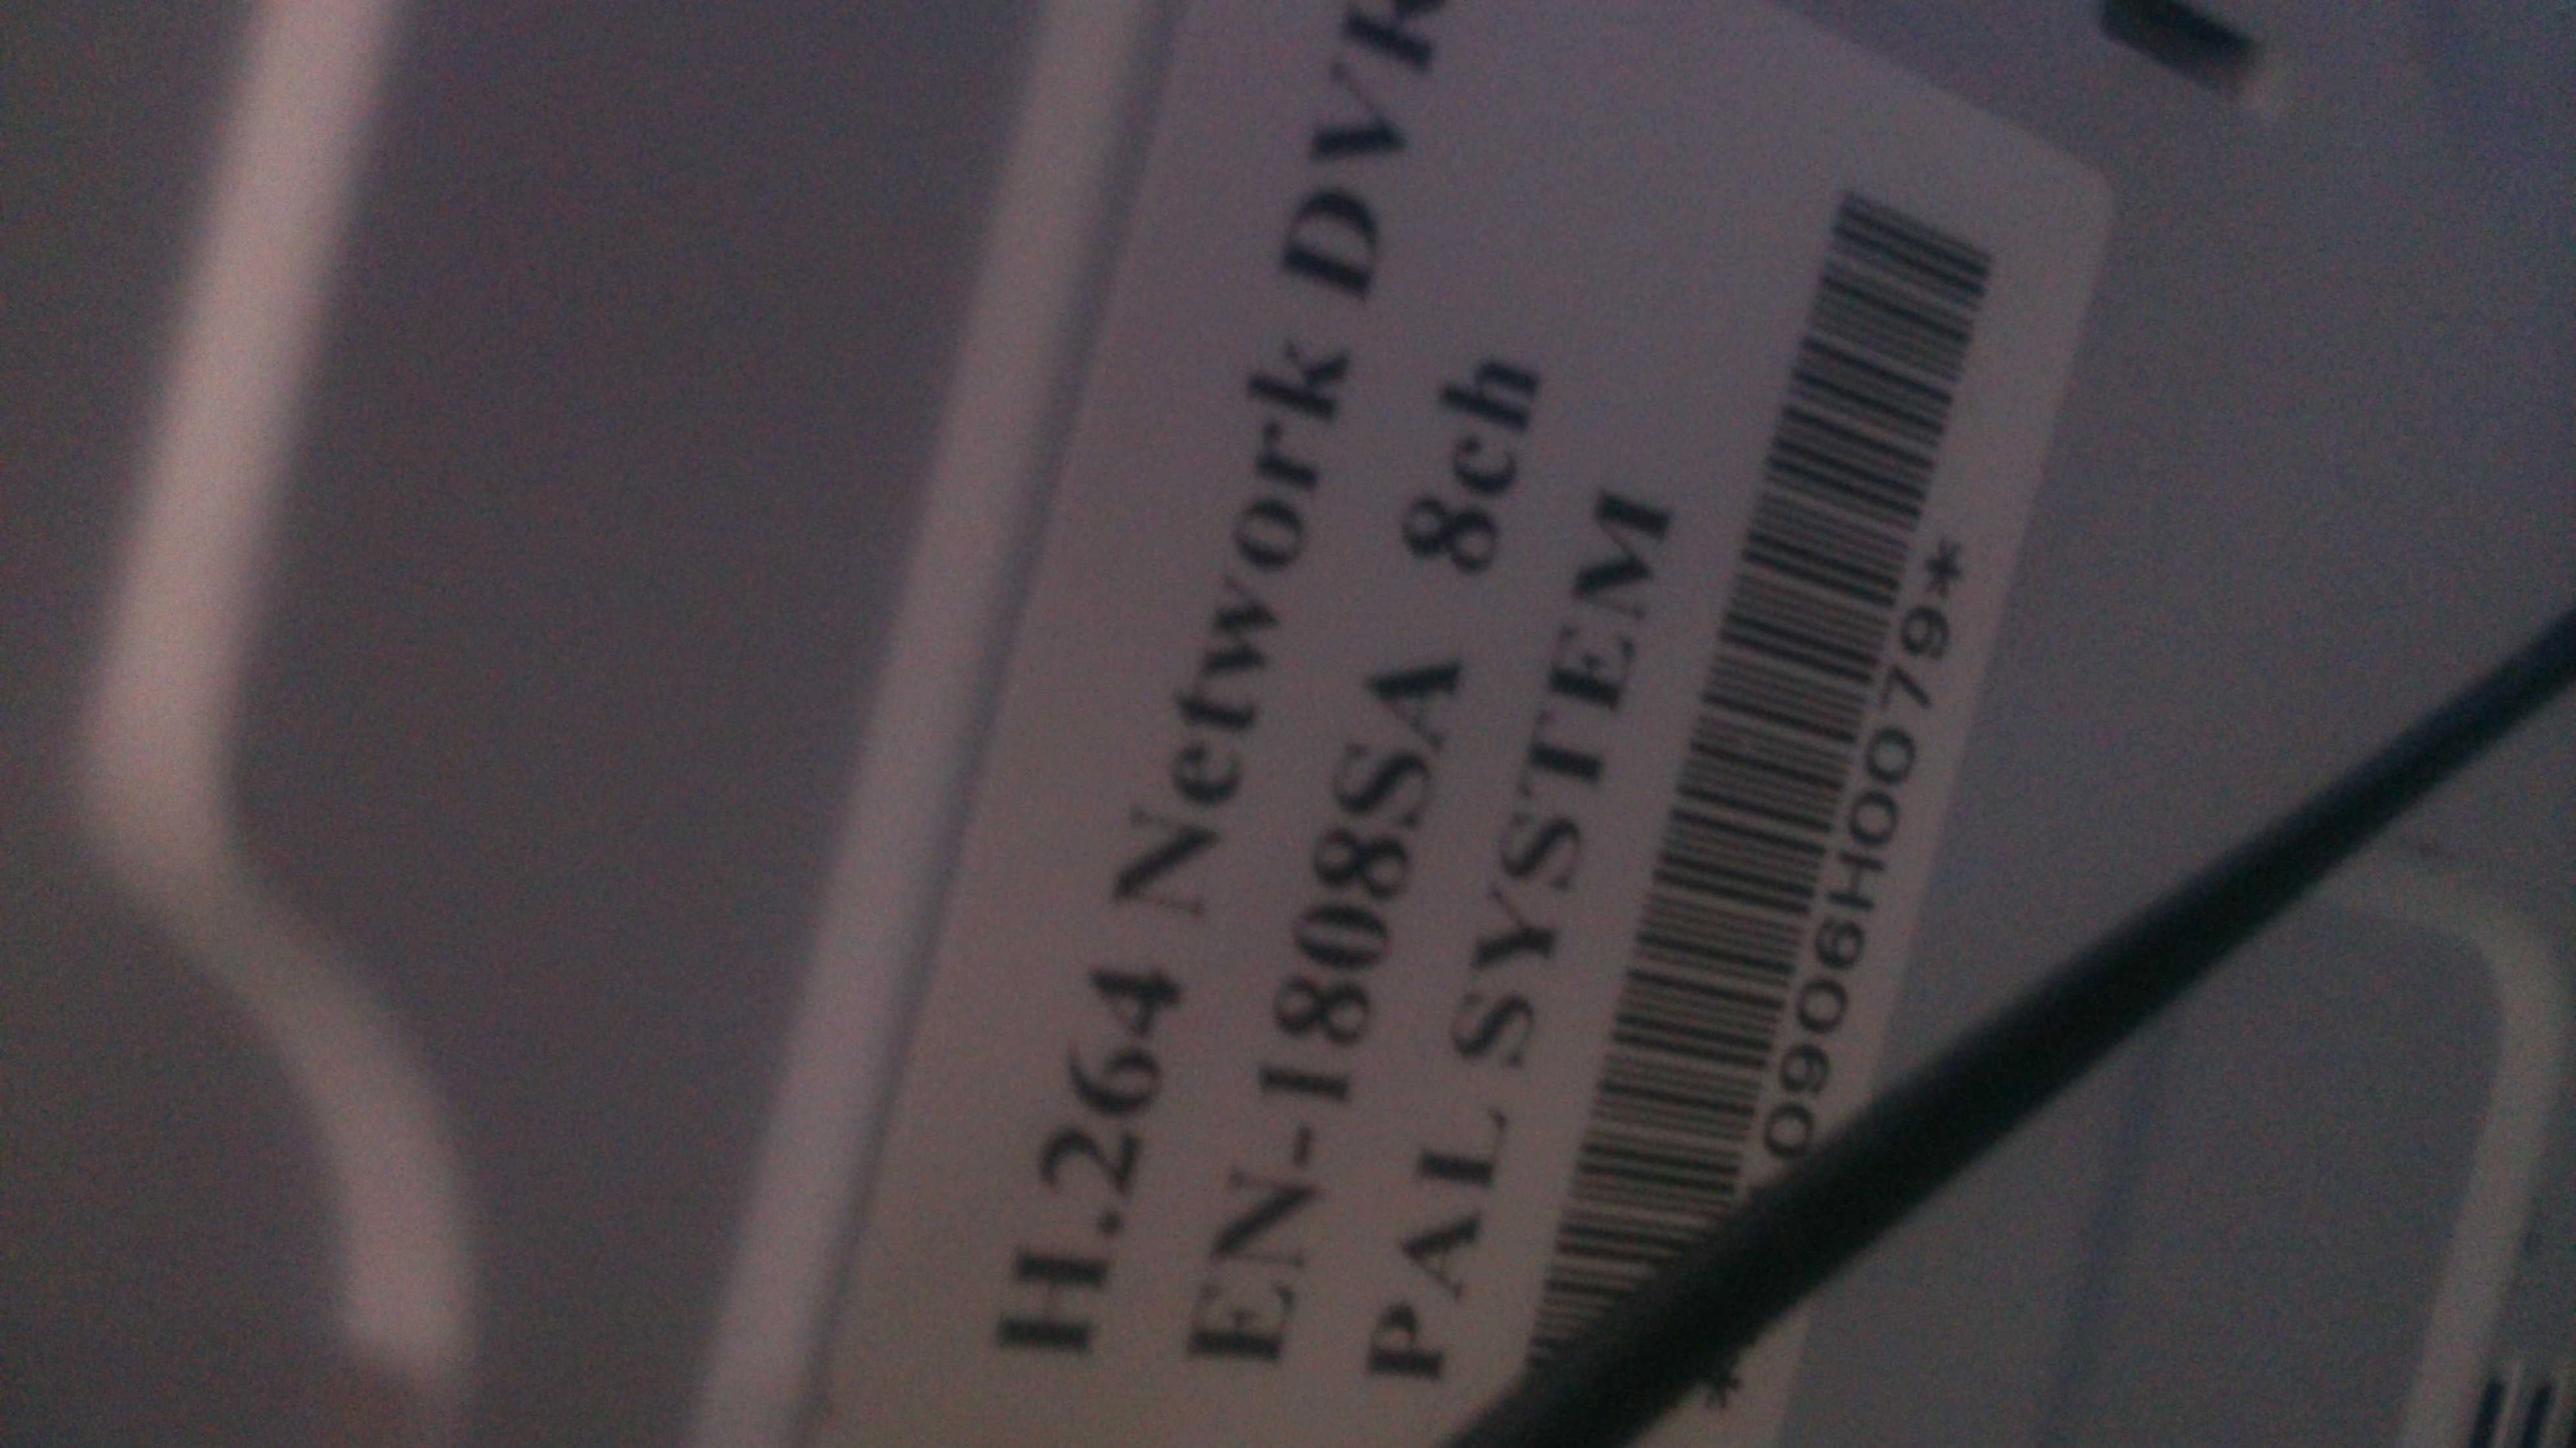 H.264 Network DVR
EN-1808SA 8ch
PAL SYSTEM
0906H0079*